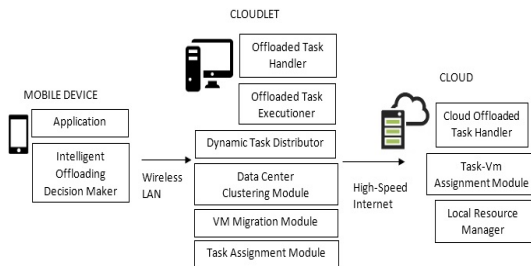 CLOUDLET
Offloaded Task
Handler
Offloaded Task
Executioner
Dynamic Task Distributor
Data Center
Clustering Module
VM Migration Module
Task Assignment Module
MOBILE DEVICE
Application
Intelligent
Offloading
Decision Maker
Wireless
LAN
High-Speed
Internet
CLOUD
Cloud Offloaded
Task Handler
Task-Vm
Assignment Module
Local Resource
Manager